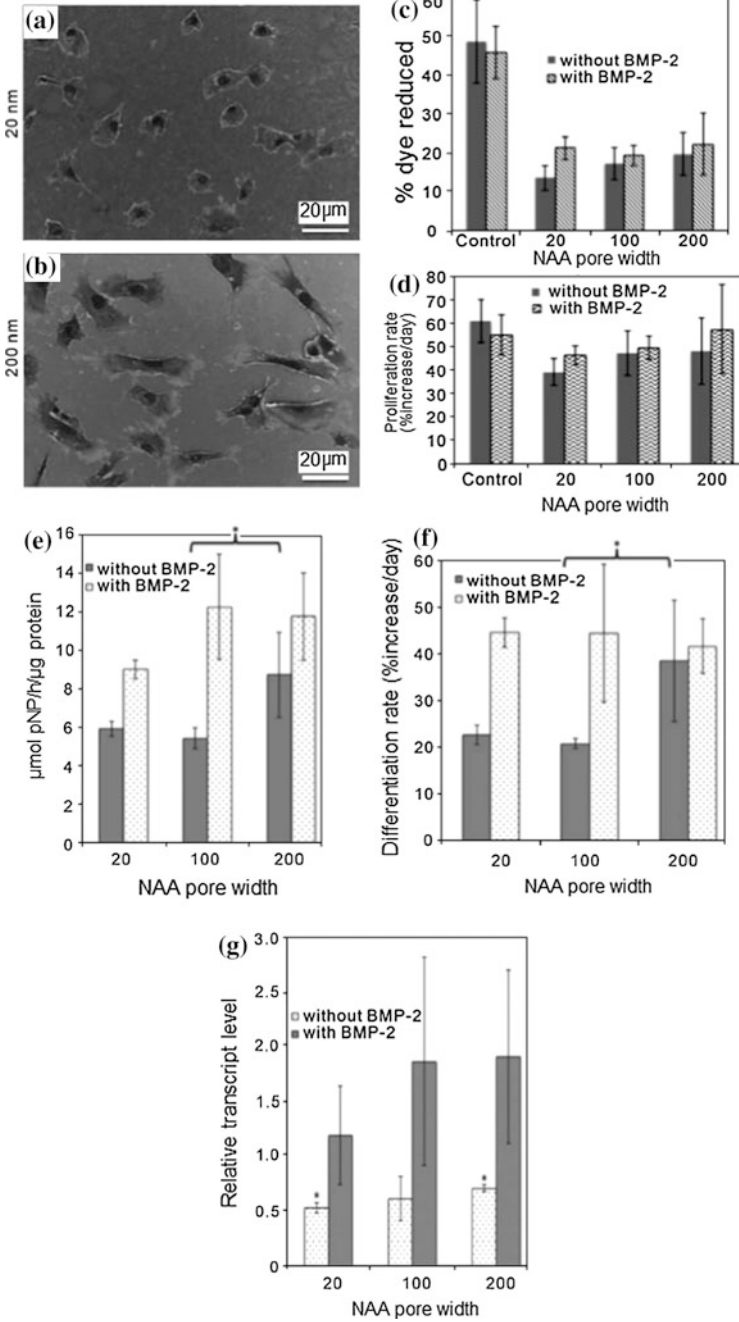 (a)
20 nm
20µm
(b)
200 nm
20µm
(c)
% dye reduced
60
50
40
30
20
10
0
without BMP-2
with BMP-2
Control 20 100 200
NAA pore width
(d)
Proliferation rate
(%increase/day)
80
70
60
50
40
30
20
10
0
without BMP-2
with BMP-2
Control 20 100 200
NAA pore width
(e)
µmol pNP/h/µg protein
16
14
12
10
8
6
4
2
0
*
without BMP-2
with BMP-2
20 100 200
NAA pore width
(f)
Differentiation rate (%increase/day)
60
50
40
30
20
10
0
*
without BMP-2
with BMP-2
20 100 200
NAA pore width
(g)
Relative transcript level
3.0
2.5
2.0
1.5
1.0
0.5
0
without BMP-2
with BMP-2
* *
20 100 200
NAA pore width